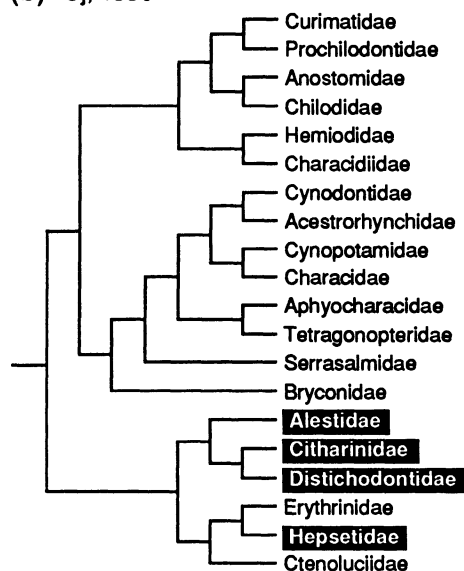 Curimatidae
Prochilodontidae
Anostomidae
Chilodidae
Hemiodidae
Characidiidae
Cynodontidae
Acestrorhynchidae
Cynopotamidae
Characidae
Aphyocharacidae
Tetragonopteridae
Serrasalmidae
Bryconidae
Alestidae
Citharinidae
Distichodontidae
Erythrinidae
Hepsetidae
Ctenoluciidae